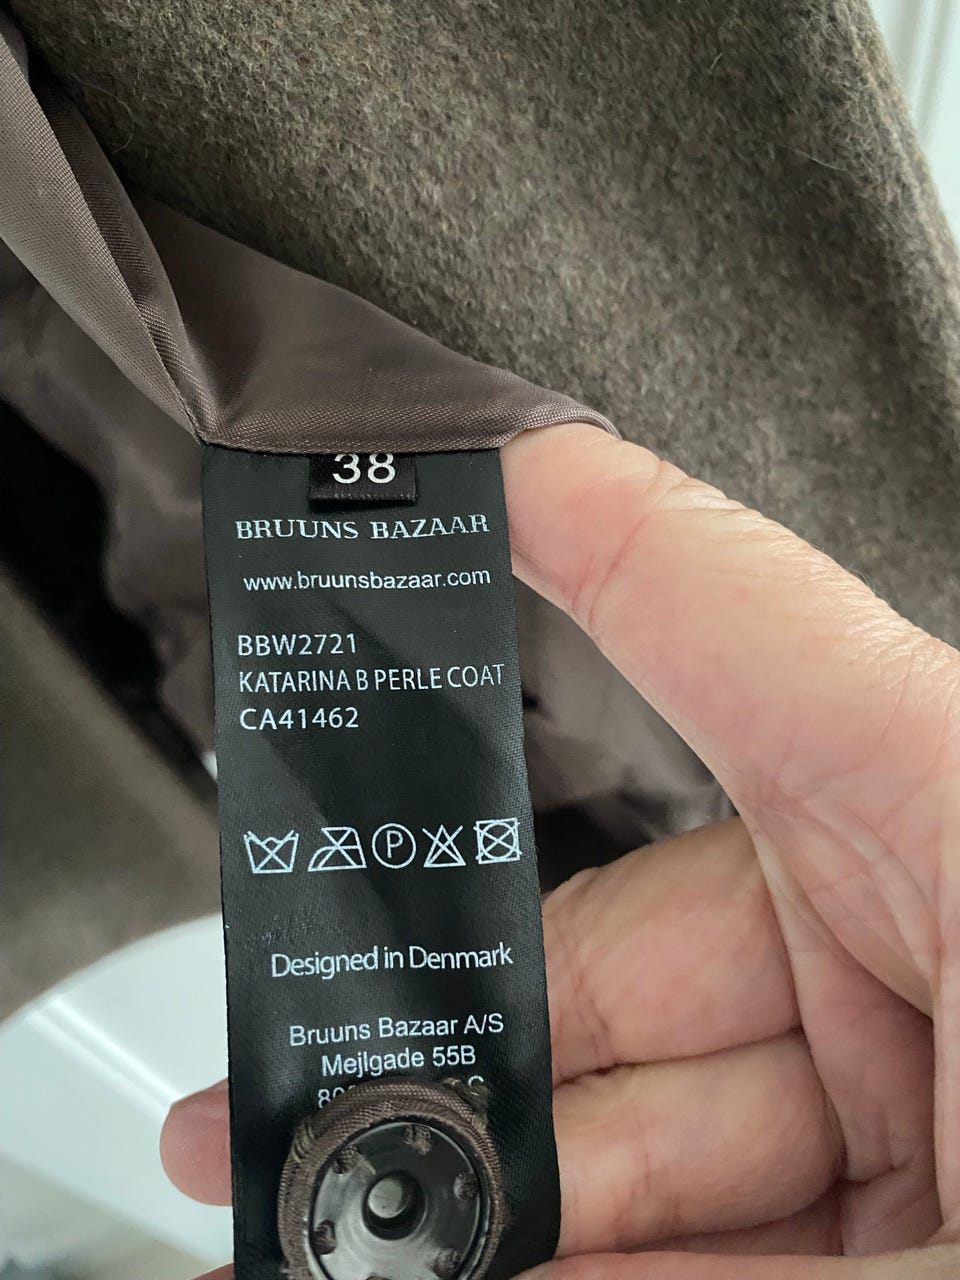 38
BRUUNS BAZAAR
www.bruunsbazaar.com
BBW2721
KATARINA B PERLE COAT
CA41462
P
Designed in Denmark
Bruuns Bazaar A/S
Mejlgade 55B